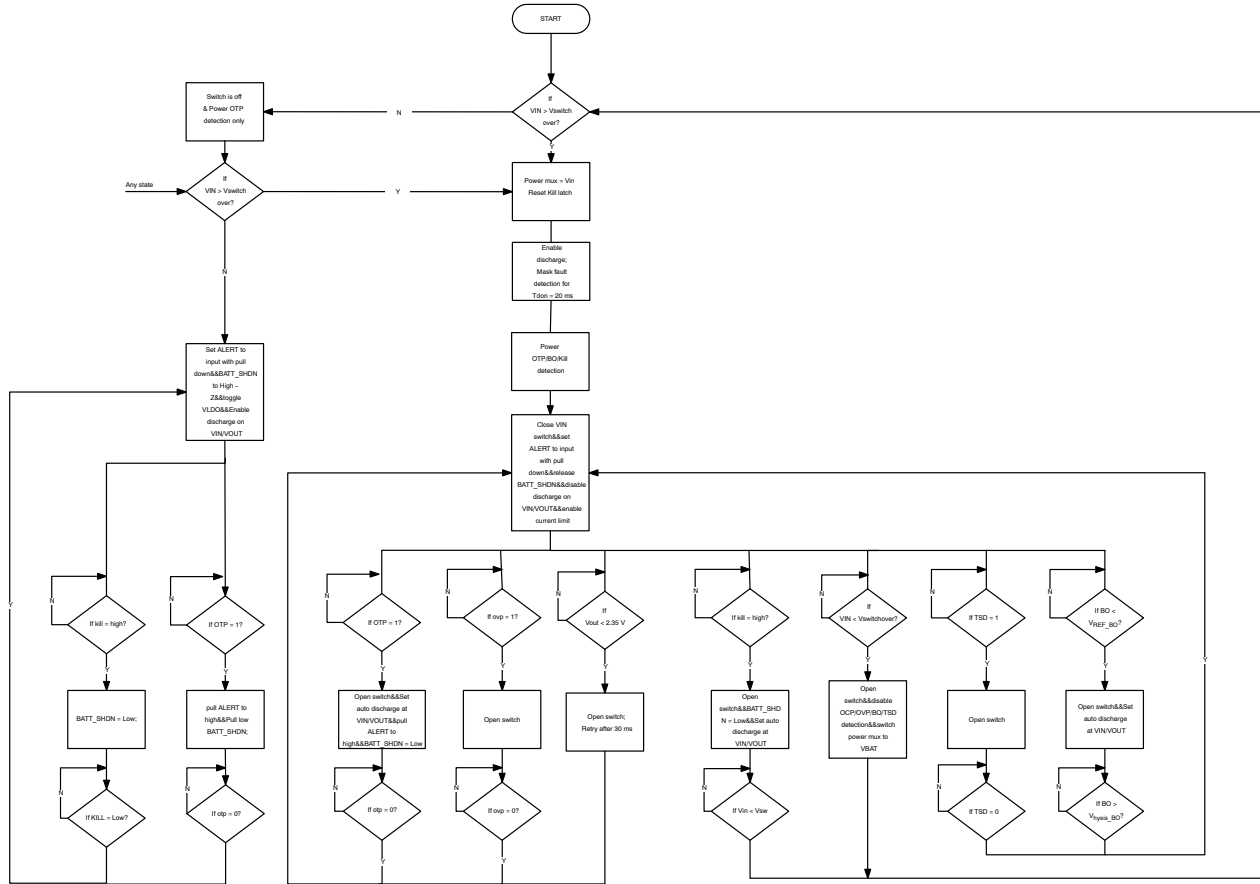 START
If
VIN > Vswitch
over?
N
Y
Switch is off
& Power OTP
detection only
Any state
If
VIN > Vswitch
over?
Y
N
Power mux = Vin
Reset Kill latch
Enable
discharge;
Mask fault
detection for
Tdon = 20 ms
Power
OTP/BO/Kill
detection
Set ALERT to
input with pull
down&&BATT_SHDN
to High –
Z&&toggle
VLDO&&Enable
discharge on
VIN/VOUT
Close VIN
switch&&set
ALERT to input
with pull
down&&release
BATT_SHDN&&disable
discharge on
VIN/VOUT&&enable
current limit
Y
N
If kill = high?
Y
N
If OTP = 1?
Y
N
If OTP = 1?
Y
N
If ovp = 1?
Y
N
If
Vout < 2.35 V
Y
N
If kill = high?
Y
N
If
VIN < Vswitchover?
Y
N
If TSD = 1
Y
N
If BO <
VREF_BO?
Y
Y
BATT_SHDN = Low;
pull ALERT to
high&&Pull low
BATT_SHDN;
Open switch&&Set
auto discharge at
VIN/VOUT&&pull
ALERT to
high&&BATT_SHDN = Low
Open switch
Open switch;
Retry after 30 ms
Open
switch&&BATT_SHD
N = Low&&Set auto
discharge at
VIN/VOUT
Open
switch&&disable
OCP/OVP/BO/TSD
detection&&switch
power mux to
VBAT
Open switch
Open switch&&Set
auto discharge
at VIN/VOUT
N
If KILL = Low?
N
If otp = 0?
N
If otp = 0?
Y
N
If ovp = 0?
Y
N
If Vin < Vsw
N
If TSD = 0
N
If BO >
Vhysis_BO?